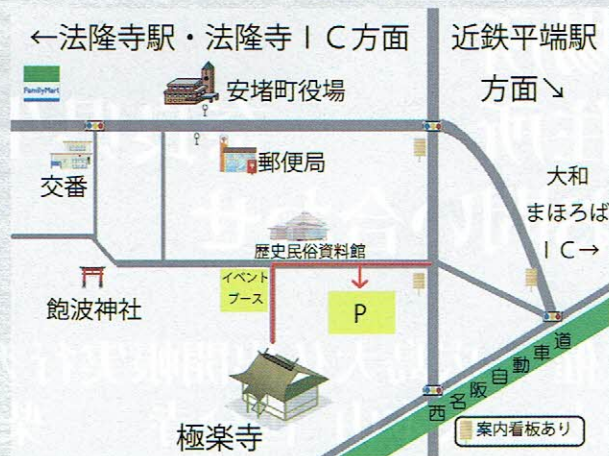 ←法隆寺駅・法隆寺IC方面
近鉄平端駅
方面↘
FamilyMart
安堵町役場
郵便局
交番
大和
まほろば
IC→
歴史民俗資料館
イベント
ブース
P
飽波神社
極楽寺
西名阪自動車道
案内看板あり